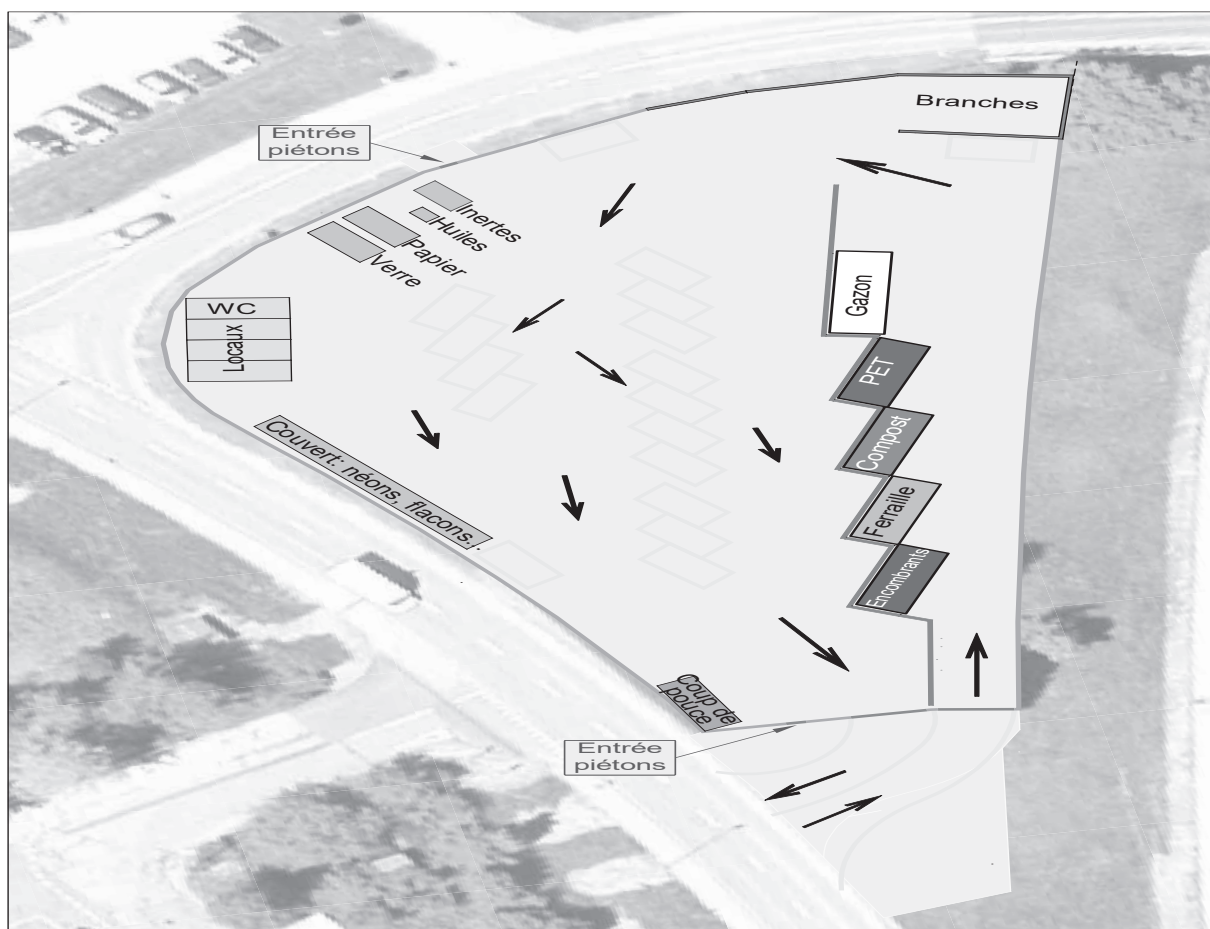 Branches
Entrée
piétons
Inertes
Huiles
Papier
Verre
WC
Locaux
Gazon
PET
Compost
Ferraille
Encombrants
Couvert: néons, flacons...
Coup de
pouce
Entrée
piétons